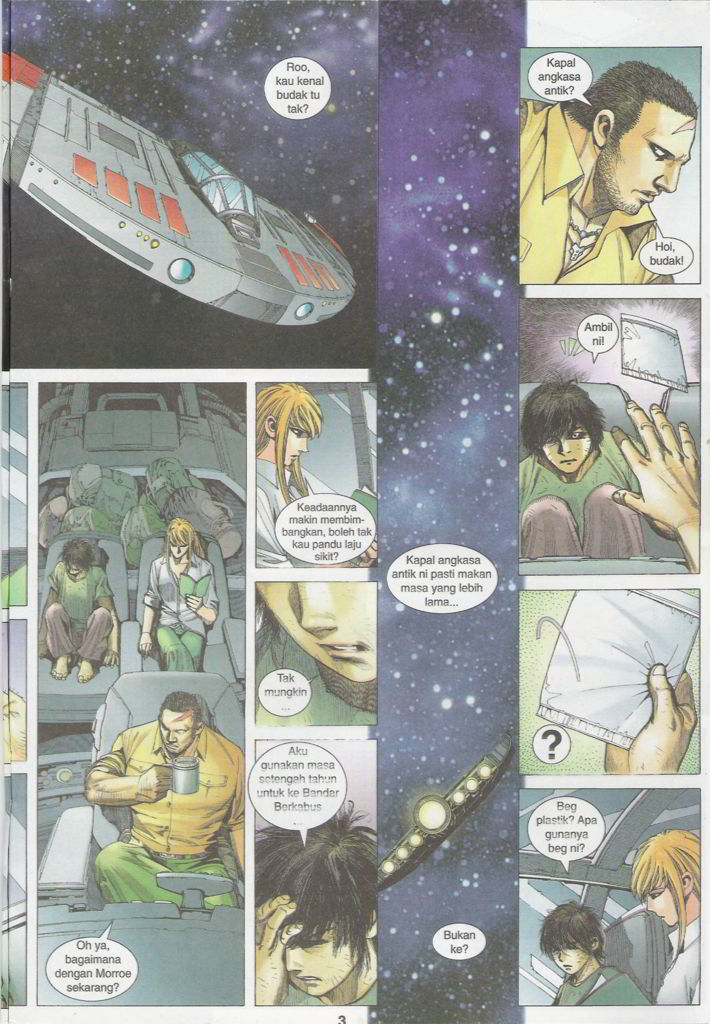 Roo,
kau kenal
budak tu
tak?
Oh ya,
bagaimana
dengan Morroe
sekarang?
Keadaannya
makin membim-
bangkan, boleh tak
kau pandu laju
sikit?
Tak
mungkin
...
Aku
gunakan masa
setengah tahun
untuk ke Bandar
Berkabus
...
Kapal angkasa
antik ni pasti makan
masa yang lebih
lama...
Bukan
ke?
Kapal
angkasa
antik?
Hoi,
budak!
Ambil
ni!
?
Beg
plastik? Apa
gunanya
beg ni?
3